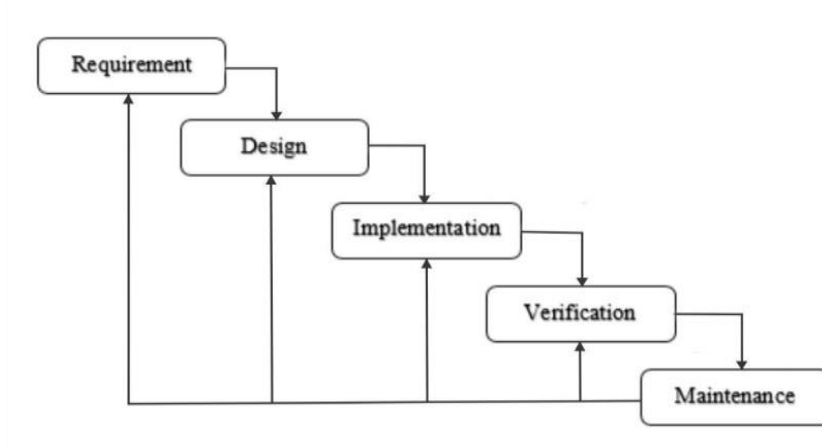 Requirement
Design
Implementation
Verification
Maintenance